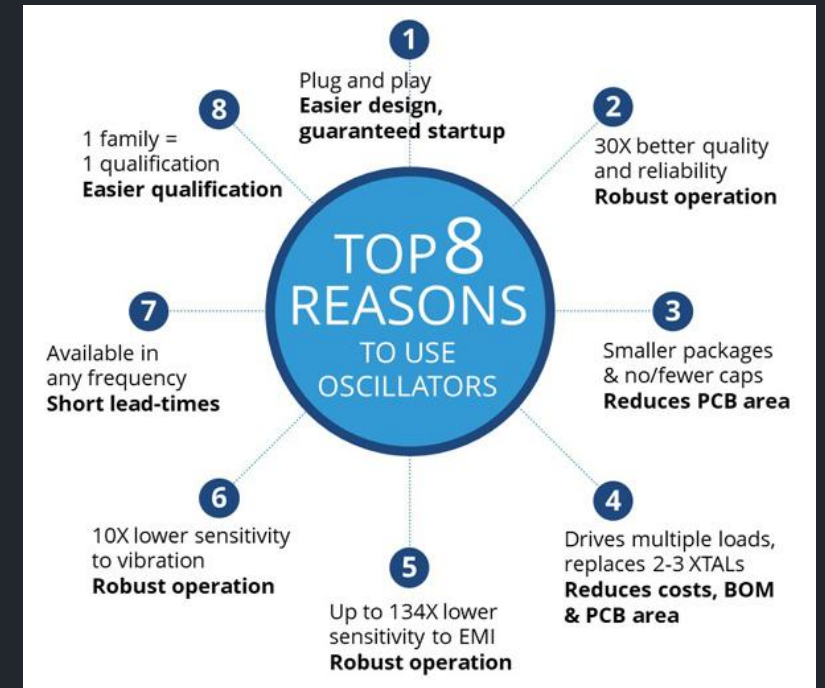 TOP 8
REASONS
TO USE
OSCILLATORS
1
Plug and play
Easier design,
guaranteed startup
2
30X better quality
and reliability
Robust operation
3
Smaller packages
& no/fewer caps
Reduces PCB area
4
Drives multiple loads,
replaces 2-3 XTALs
Reduces costs, BOM
& PCB area
5
Up to 134X lower
sensitivity to EMI
Robust operation
6
10X lower sensitivity
to vibration
Robust operation
7
Available in
any frequency
Short lead-times
8
1 family =
1 qualification
Easier qualification